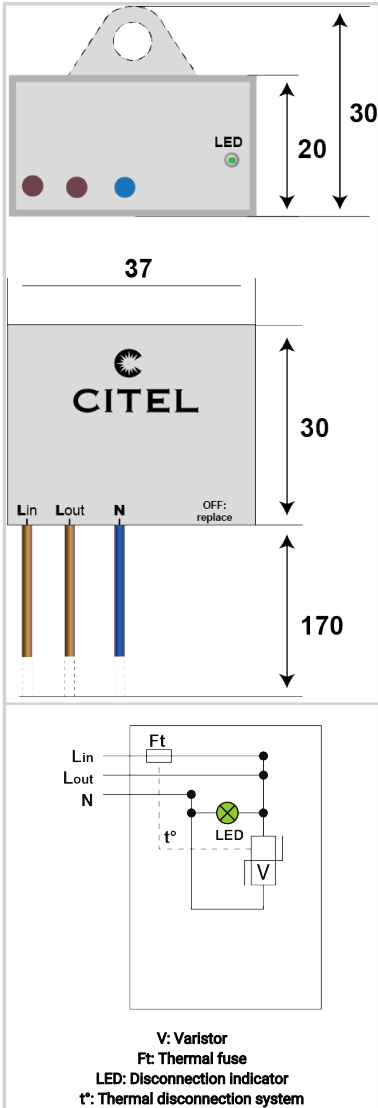 30
LED
20
37
CITEL
30
Lin Lout N OFF:
replace
170
Ft
Lin
Lout
N
LED
t°
V
V: Varistor
Ft: Thermal fuse
LED: Disconnection indicator
t°: Thermal disconnection system